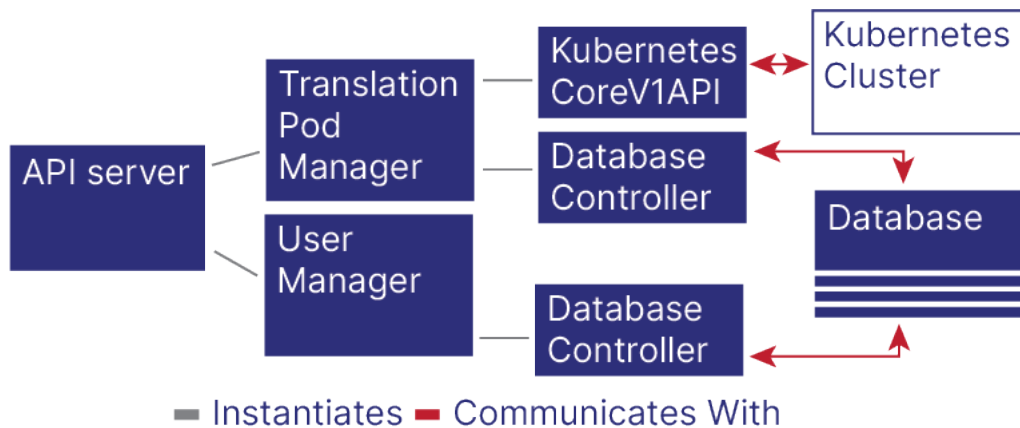 API server
Translation
Pod
Manager
User
Manager
Kubernetes
CoreV1API
Database
Controller
Database
Controller
Kubernetes
Cluster
Database
Instantiates
Communicates With